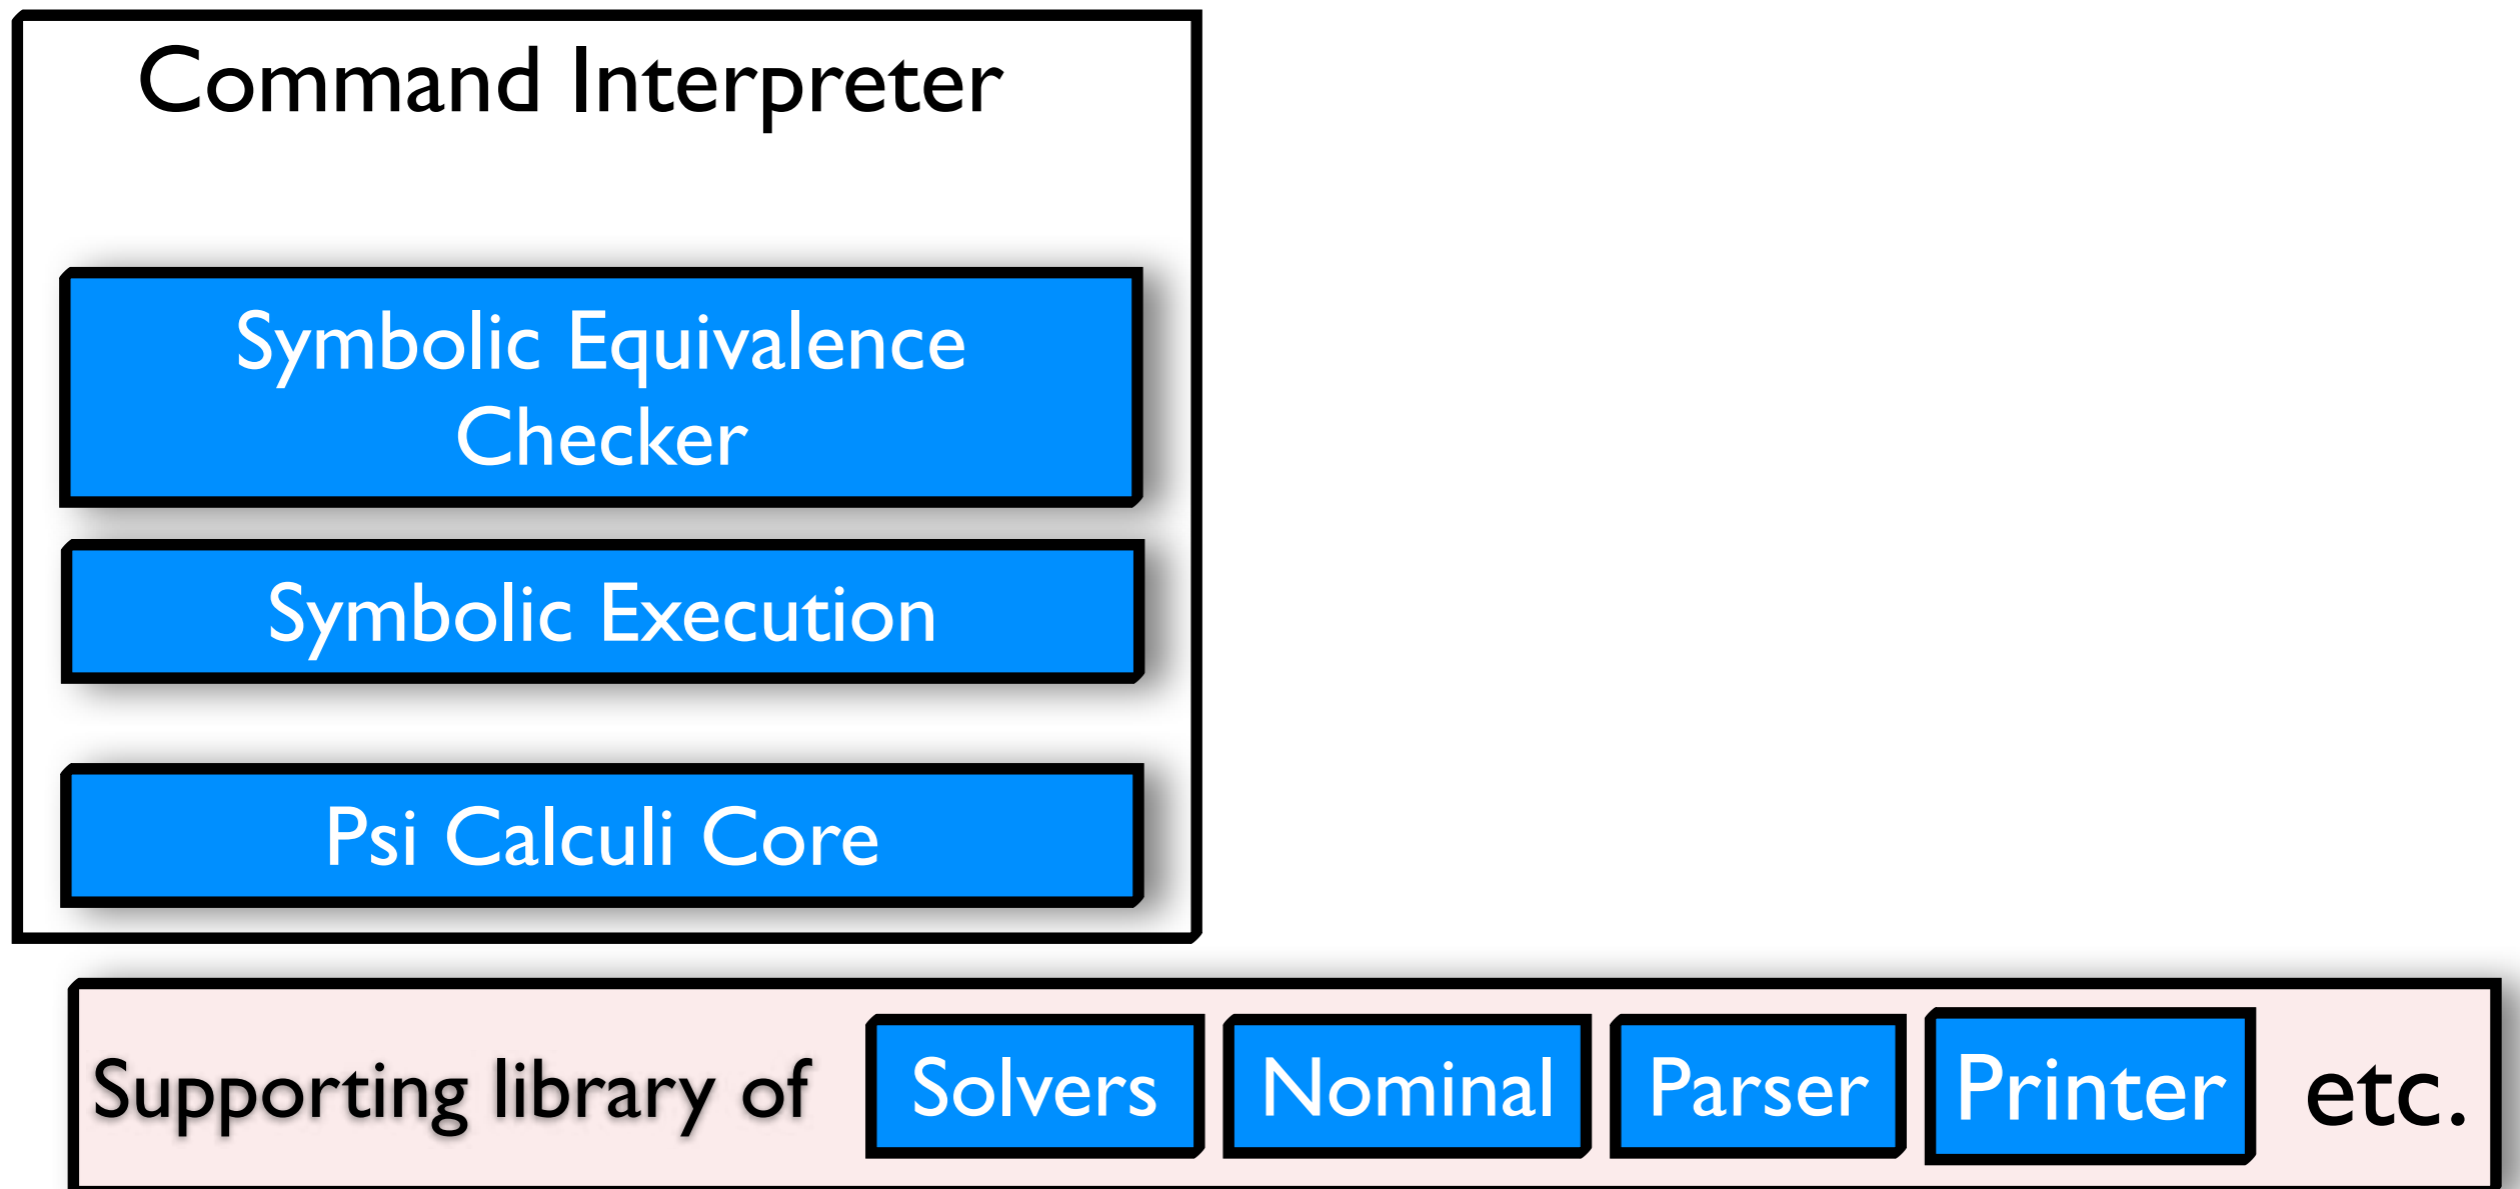 Command Interpreter
Symbolic Equivalence
Checker
Symbolic Execution
Psi Calculi Core
Supporting library of Solvers Nominal Parser Printer etc.